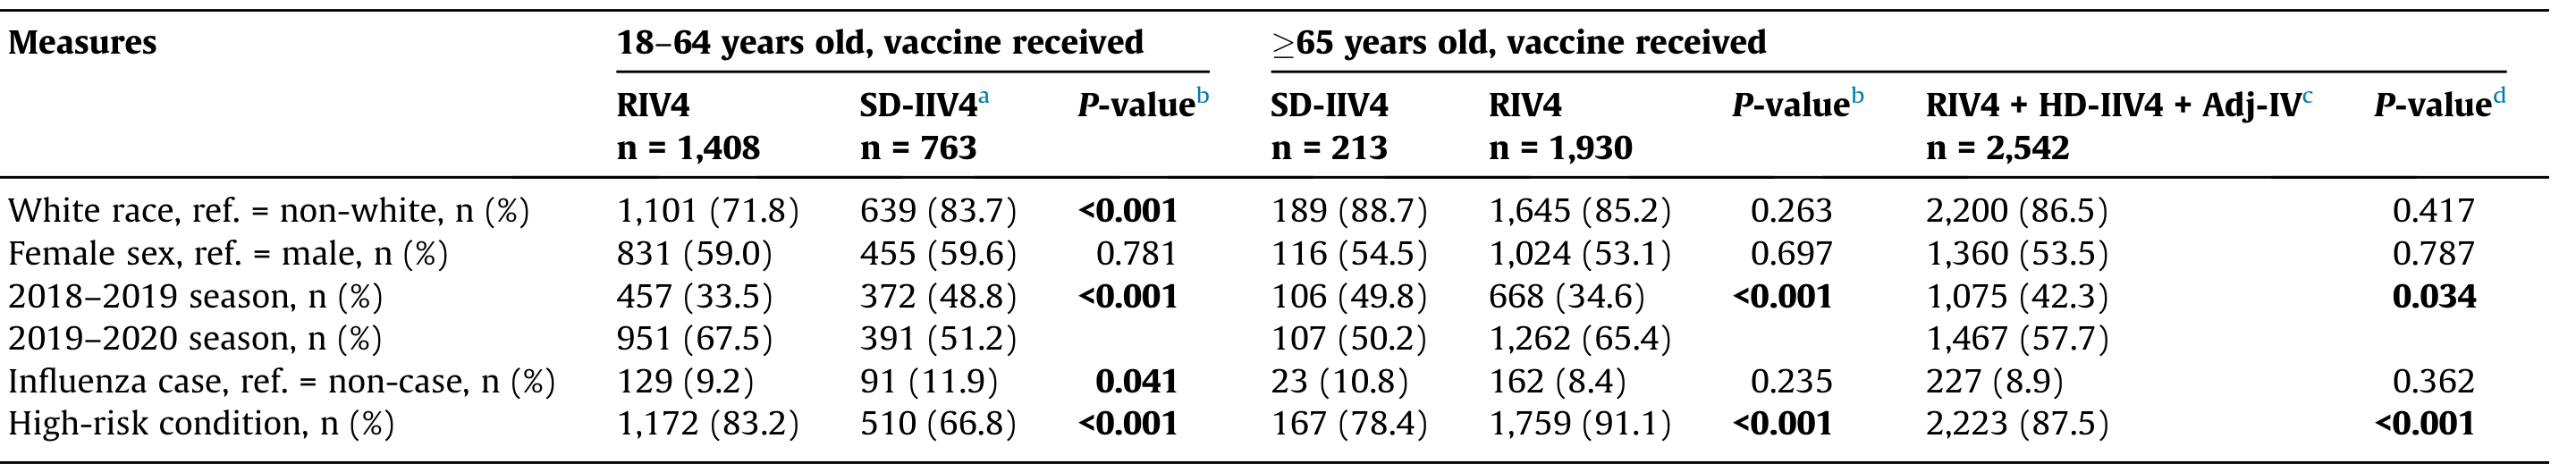 Measures 18–64 years old, vaccine received ≥65 years old, vaccine received
RIV4 SD-IIV4a P-valueb SD-IIV4 RIV4 P-valueb RIV4 + HD-IIV4 + Adj-IVc P-valued
n = 1,408 n = 763 n = 213 n = 1,930 n = 2,542
White race, ref. = non-white, n (%) 1,101 (71.8) 639 (83.7) <0.001 189 (88.7) 1,645 (85.2) 0.263 2,200 (86.5) 0.417
Female sex, ref. = male, n (%) 831 (59.0) 455 (59.6) 0.781 116 (54.5) 1,024 (53.1) 0.697 1,360 (53.5) 0.787
2018–2019 season, n (%) 457 (33.5) 372 (48.8) <0.001 106 (49.8) 668 (34.6) <0.001 1,075 (42.3) 0.034
2019–2020 season, n (%) 951 (67.5) 391 (51.2) 107 (50.2) 1,262 (65.4) 1,467 (57.7)
Influenza case, ref. = non-case, n (%) 129 (9.2) 91 (11.9) 0.041 23 (10.8) 162 (8.4) 0.235 227 (8.9) 0.362
High-risk condition, n (%) 1,172 (83.2) 510 (66.8) <0.001 167 (78.4) 1,759 (91.1) <0.001 2,223 (87.5) <0.001